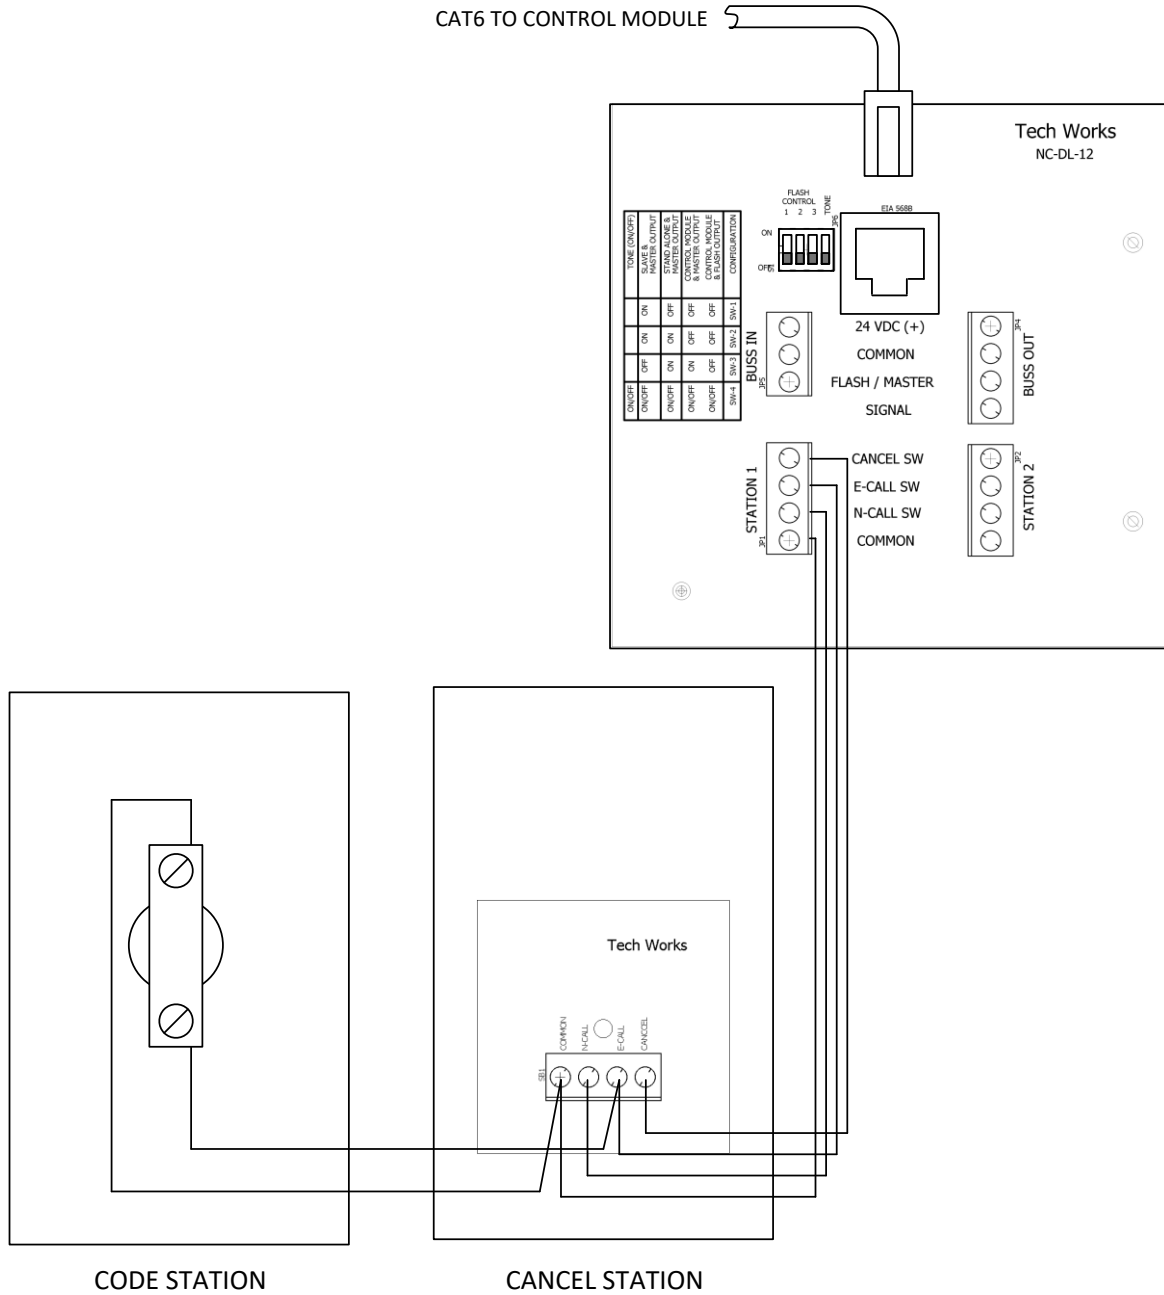 CAT6 TO CONTROL MODULE
Tech Works
NC-DL-12
FLASH
CONTROL
1 2 3 TONE
JP6
ON
OFF
EIA 568B
CONFIGURATION SW-1 SW-2 SW-3 SW-4
CONTROL MODULE
& FLASH OUTPUT OFF OFF OFF ON/OFF
CONTROL MODULE
& MASTER OUTPUT OFF OFF ON ON/OFF
STAND ALONE &
MASTER OUTPUT OFF ON ON ON/OFF
SLAVE &
MASTER OUTPUT ON ON OFF ON/OFF
TONE (ON/OFF) ON/OFF
BUSS IN
JP5
24 VDC (+)
COMMON
FLASH / MASTER
SIGNAL
JP4
BUSS OUT
STATION 1
JP1
CANCEL SW
E-CALL SW
N-CALL SW
COMMON
JP2
STATION 2
Tech Works
COMMON
N-CALL
E-CALL
CANCCEL
SB1
CODE STATION
CANCEL STATION